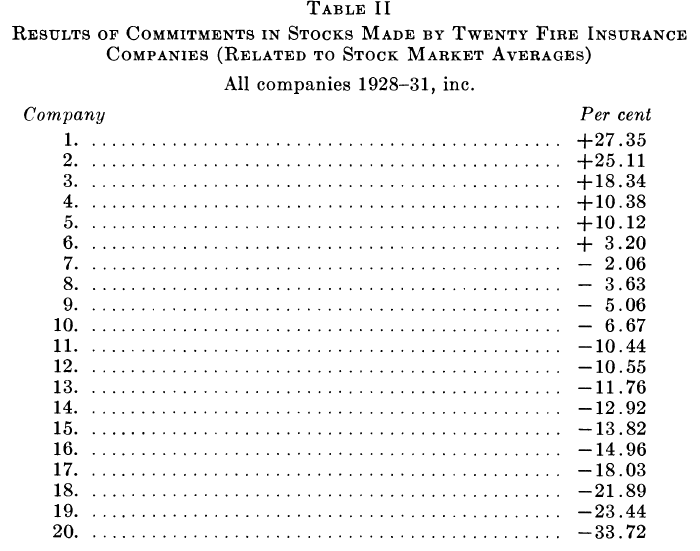 TABLE II
RESULTS OF COMMITMENTS IN STOCKS MADE BY TWENTY FIRE INSURANCE
COMPANIES (RELATED TO STOCK MARKET AVERAGES)
All companies 1928–31, inc.
Company Per cent
1. +27.35
2. +25.11
3. +18.34
4. +10.38
5. +10.12
6. + 3.20
7. − 2.06
8. − 3.63
9. − 5.06
10. − 6.67
11. −10.44
12. −10.55
13. −11.76
14. −12.92
15. −13.82
16. −14.96
17. −18.03
18. −21.89
19. −23.44
20. −33.72